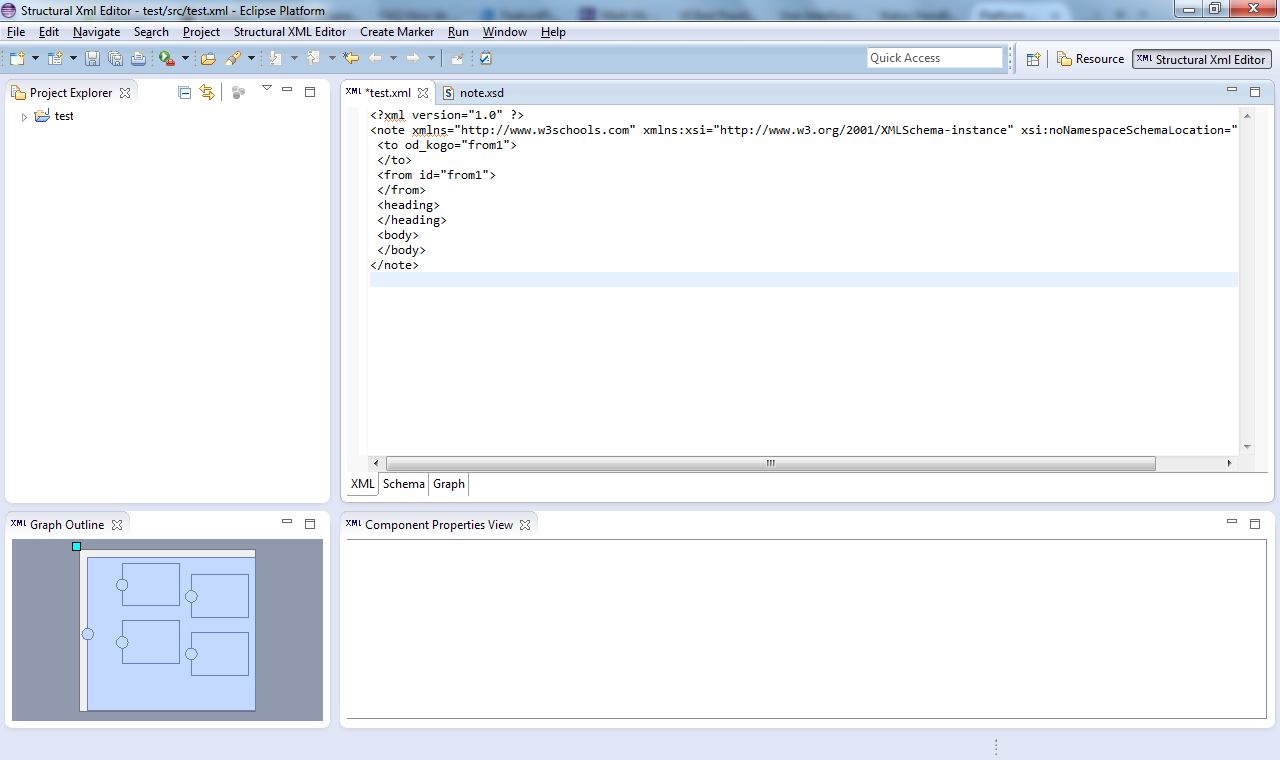 Structural Xml Editor - test/src/test.xml - Eclipse Platform
File Edit Navigate Search Project Structural XML Editor Create Marker Run Window Help
Quick Access
Resource
XML Structural Xml Editor
Project Explorer
test
XML *test.xml
note.xsd
<?xml version="1.0" ?>
<note xmlns="http://www.w3schools.com" xmlns:xsi="http://www.w3.org/2001/XMLSchema-instance" xsi:noNamespaceSchemaLocation="
<to od_kogo="from1">
</to>
<from id="from1">
</from>
<heading>
</heading>
<body>
</body>
</note>
XML Schema Graph
XML Graph Outline
XML Component Properties View